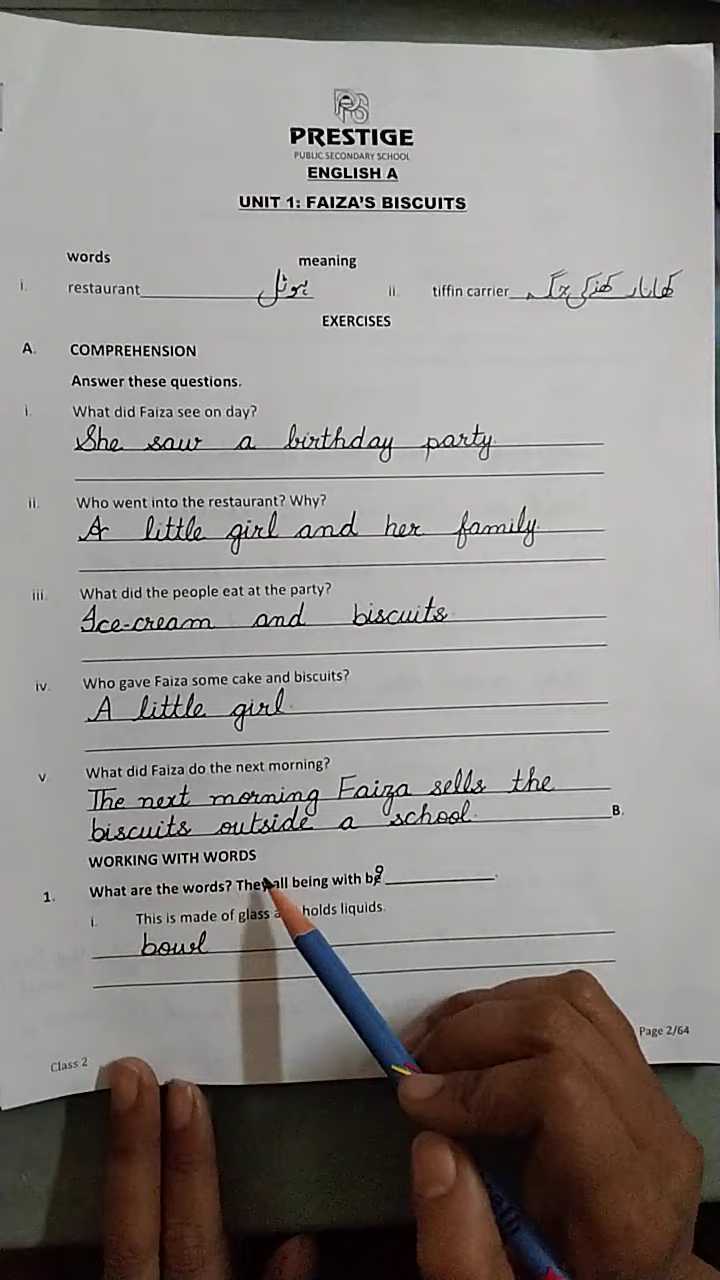 PPS
PRESTIGE
PUBLIC SECONDARY SCHOOL
ENGLISH A
UNIT 1: FAIZA'S BISCUITS
words meaning
i. restaurant ہوٹل ii. tiffin carrier کھانا رکھنے کی جگہ
EXERCISES
A. COMPREHENSION
Answer these questions.
i. What did Faiza see on day?
She saw a birthday party.
ii. Who went into the restaurant? Why?
A little girl and her family.
iii. What did the people eat at the party?
Ice-cream and biscuits.
iv. Who gave Faiza some cake and biscuits?
A little girl.
v. What did Faiza do the next morning?
The next morning Faiza sells the
biscuits outside a school. B.
WORKING WITH WORDS
1. What are the words? They all being with b?
i. This is made of glass holds liquids.
bowl
Class 2 Page 2/64